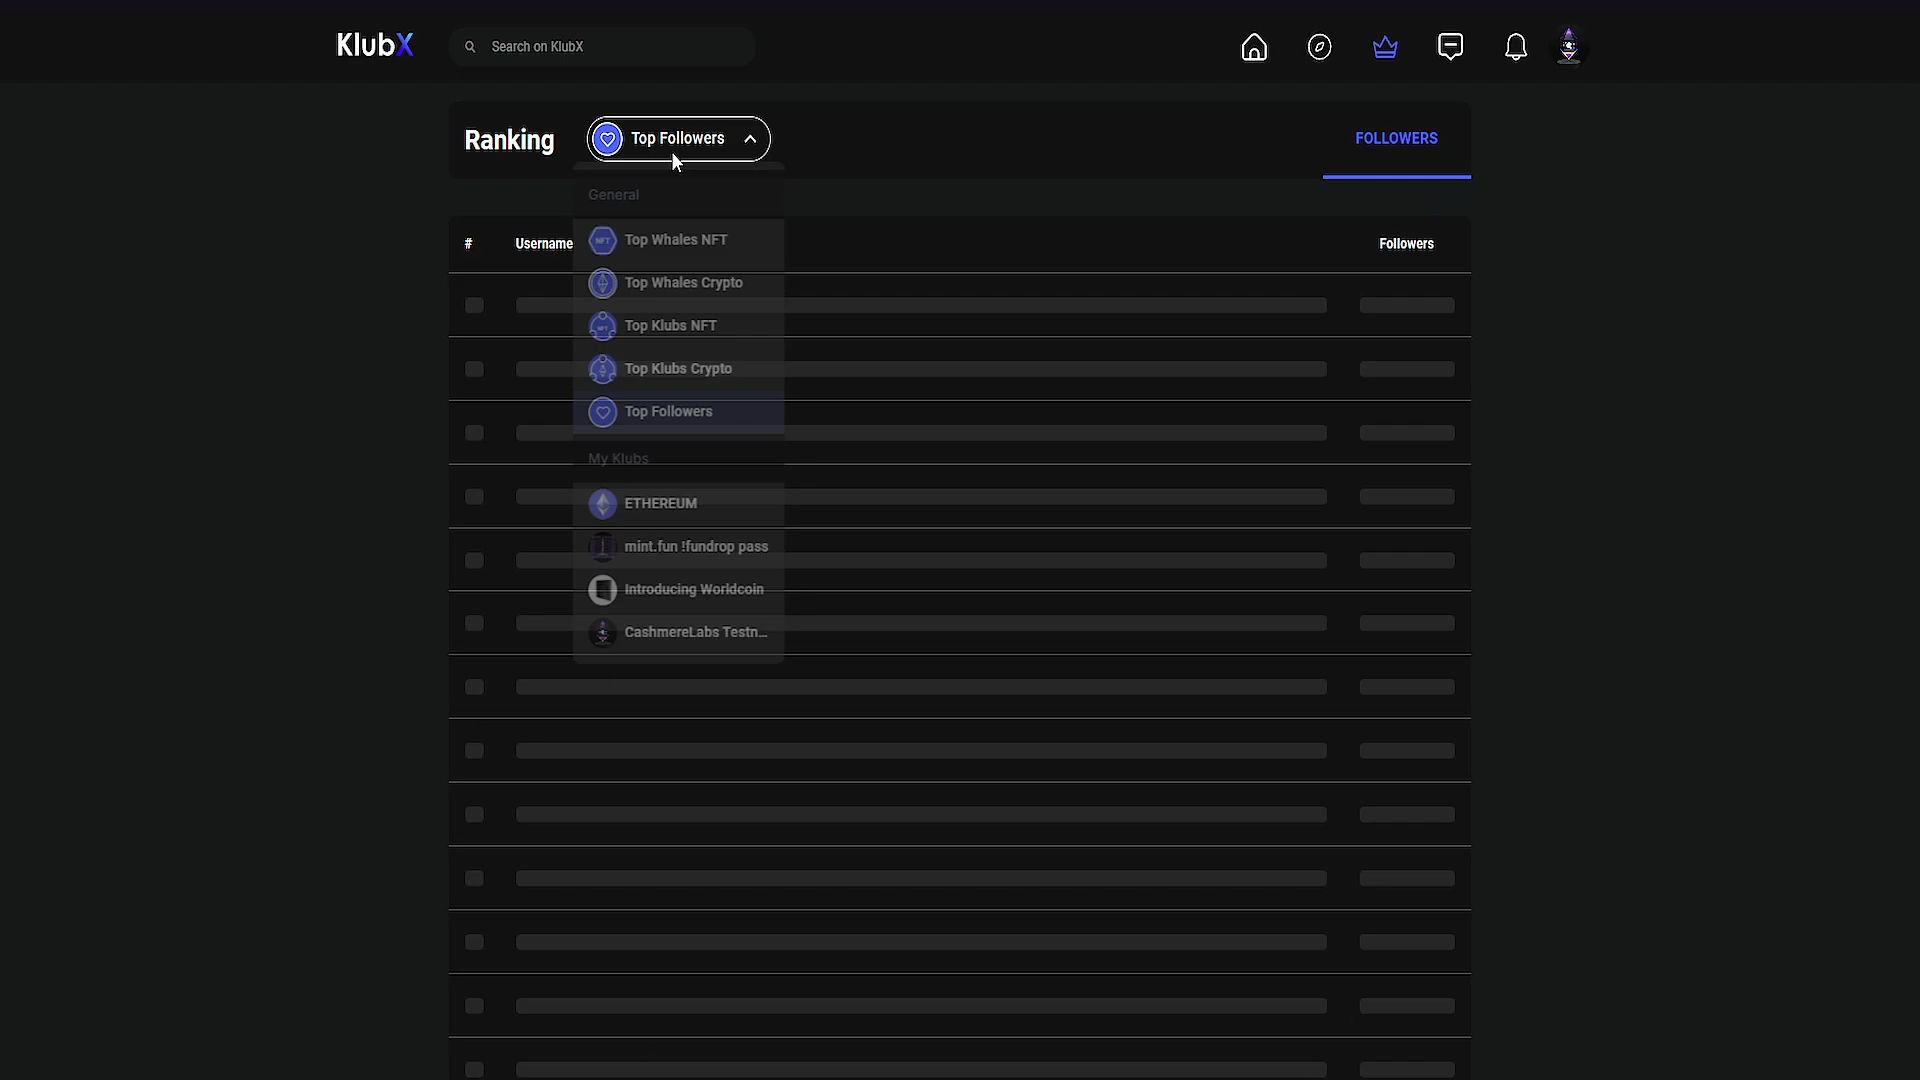 KlubX
Search on KlubX
Ranking
Top Followers
FOLLOWERS
General
# Username Followers
Top Whales NFT
Top Whales Crypto
Top Klubs NFT
Top Klubs Crypto
Top Followers
My Klubs
ETHEREUM
mint.fun !fundrop pass
Introducing Worldcoin
CashmereLabs Testn...